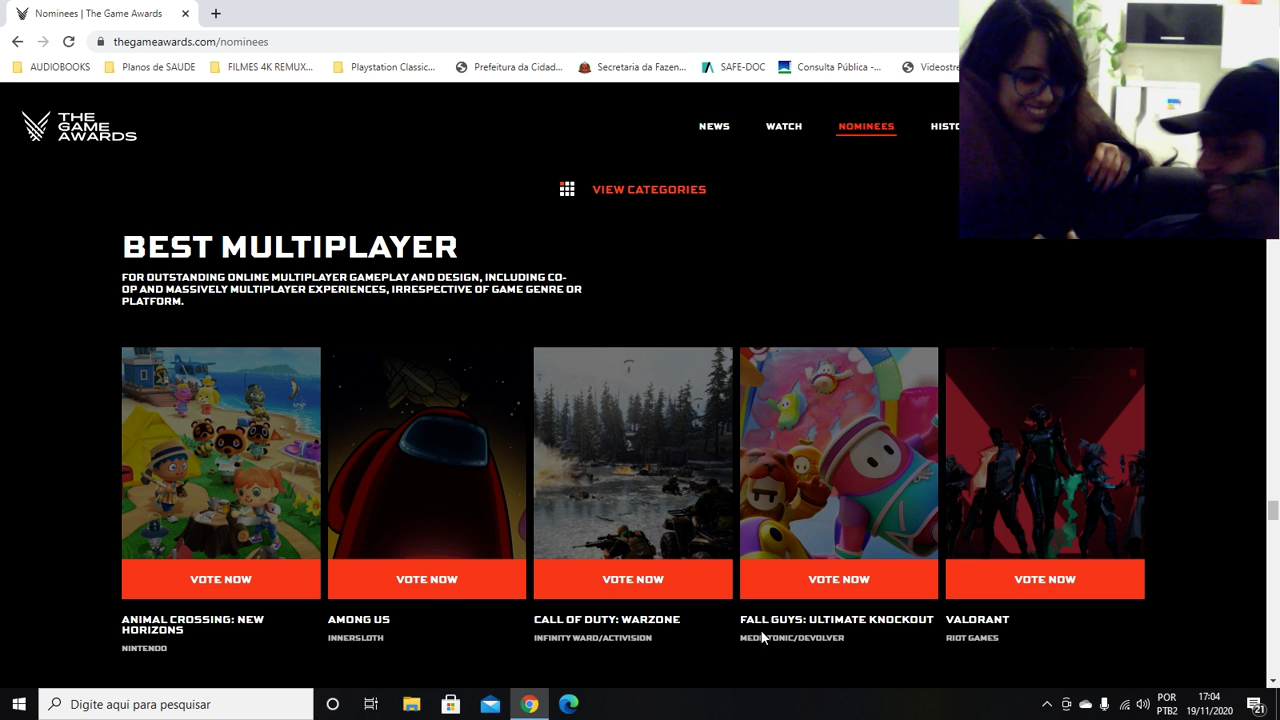 Nominees | The Game Awards
thegameawards.com/nominees
AUDIOBOOKS
Planos de SAUDE
FILMES 4K REMUX...
Playstation Classic...
Prefeitura da Cidad...
Secretaria da Fazen...
SAFE-DOC
Consulta Pública -...
Videostre
THE
GAME
AWARDS
NEWS
WATCH
NOMINEES
HISTO
VIEW CATEGORIES
BEST MULTIPLAYER
FOR OUTSTANDING ONLINE MULTIPLAYER GAMEPLAY AND DESIGN, INCLUDING CO-
OP AND MASSIVELY MULTIPLAYER EXPERIENCES, IRRESPECTIVE OF GAME GENRE OR
PLATFORM.
VOTE NOW
VOTE NOW
VOTE NOW
VOTE NOW
VOTE NOW
ANIMAL CROSSING: NEW
HORIZONS
NINTENDO
AMONG US
INNERSLOTH
CALL OF DUTY: WARZONE
INFINITY WARD/ACTIVISION
FALL GUYS: ULTIMATE KNOCKOUT
MEDIATONIC/DEVOLVER
VALORANT
RIOT GAMES
Digite aqui para pesquisar
POR
PTB2
17:04
19/11/2020
21